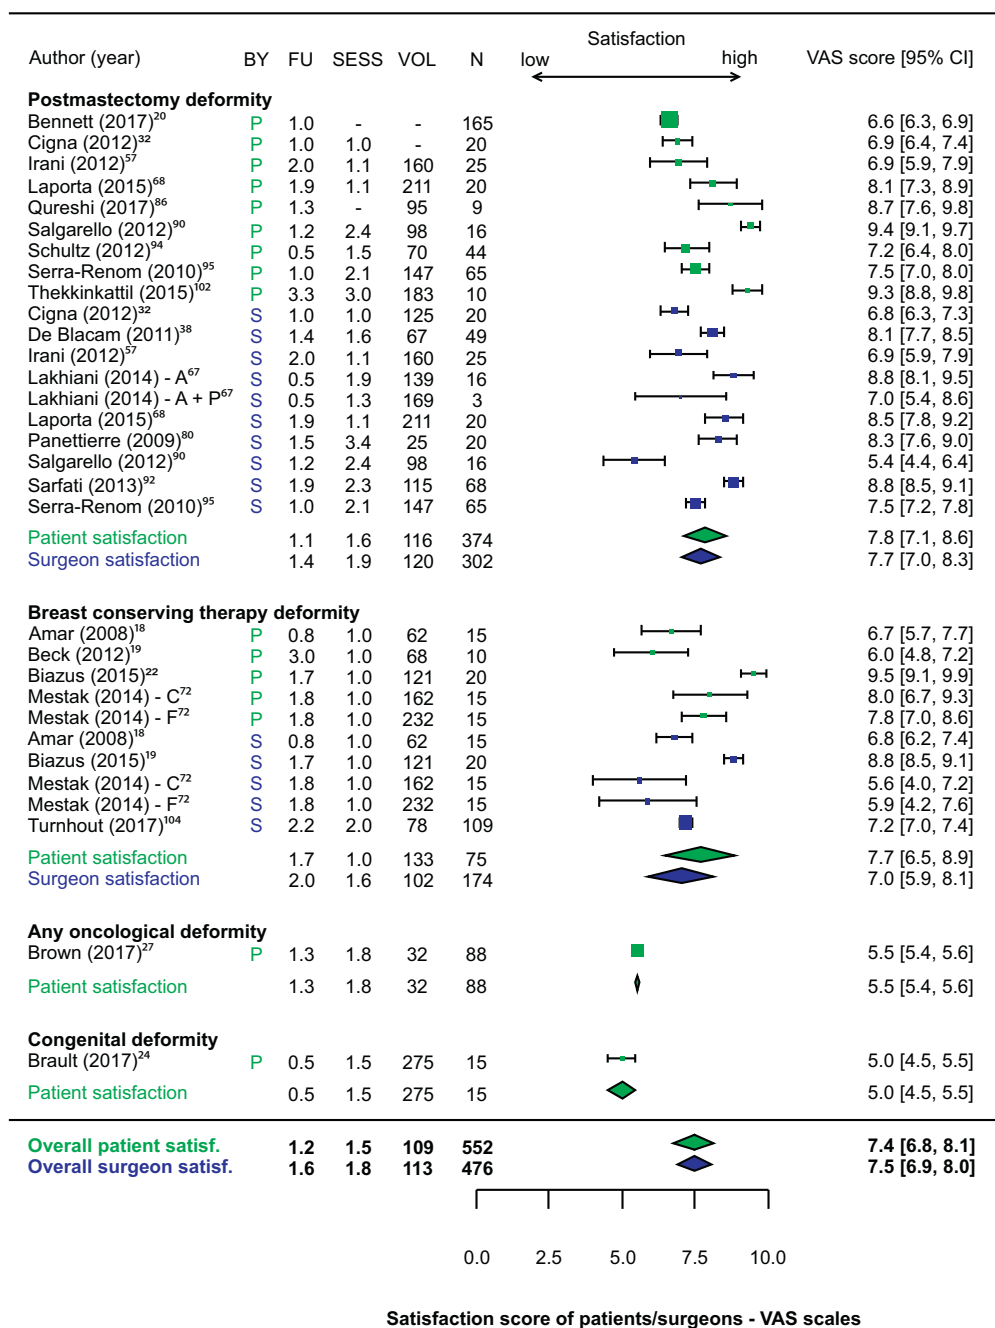 Satisfaction
Author (year) BY FU SESS VOL N low high VAS score [95% CI]
Postmastectomy deformity
Bennett (2017)²⁰ P 1.0 - - 165 6.6 [6.3, 6.9]
Cigna (2012)³² P 1.0 1.0 - 20 6.9 [6.4, 7.4]
Irani (2012)⁵⁷ P 2.0 1.1 160 25 6.9 [5.9, 7.9]
Laporta (2015)⁶⁸ P 1.9 1.1 211 20 8.1 [7.3, 8.9]
Qureshi (2017)⁸⁶ P 1.3 - 95 9 8.7 [7.6, 9.8]
Salgarello (2012)⁹⁰ P 1.2 2.4 98 16 9.4 [9.1, 9.7]
Schultz (2012)⁹⁴ P 0.5 1.5 70 44 7.2 [6.4, 8.0]
Serra-Renom (2010)⁹⁵ P 1.0 2.1 147 65 7.5 [7.0, 8.0]
Thekkinkattil (2015)¹⁰² P 3.3 3.0 183 10 9.3 [8.8, 9.8]
Cigna (2012)³² S 1.0 1.0 125 20 6.8 [6.3, 7.3]
De Blacam (2011)³⁸ S 1.4 1.6 67 49 8.1 [7.7, 8.5]
Irani (2012)⁵⁷ S 2.0 1.1 160 25 6.9 [5.9, 7.9]
Lakhiani (2014) - A⁶⁷ S 0.5 1.9 139 16 8.8 [8.1, 9.5]
Lakhiani (2014) - A + P⁶⁷ S 0.5 1.3 169 3 7.0 [5.4, 8.6]
Laporta (2015)⁶⁸ S 1.9 1.1 211 20 8.5 [7.8, 9.2]
Panettierre (2009)⁸⁰ S 1.5 3.4 25 20 8.3 [7.6, 9.0]
Salgarello (2012)⁹⁰ S 1.2 2.4 98 16 5.4 [4.4, 6.4]
Sarfati (2013)⁹² S 1.9 2.3 115 68 8.8 [8.5, 9.1]
Serra-Renom (2010)⁹⁵ S 1.0 2.1 147 65 7.5 [7.2, 7.8]
Patient satisfaction 1.1 1.6 116 374 7.8 [7.1, 8.6]
Surgeon satisfaction 1.4 1.9 120 302 7.7 [7.0, 8.3]
Breast conserving therapy deformity
Amar (2008)¹⁸ P 0.8 1.0 62 15 6.7 [5.7, 7.7]
Beck (2012)¹⁹ P 3.0 1.0 68 10 6.0 [4.8, 7.2]
Biazus (2015)²² P 1.7 1.0 121 20 9.5 [9.1, 9.9]
Mestak (2014) - C⁷² P 1.8 1.0 162 15 8.0 [6.7, 9.3]
Mestak (2014) - F⁷² P 1.8 1.0 232 15 7.8 [7.0, 8.6]
Amar (2008)¹⁸ S 0.8 1.0 62 15 6.8 [6.2, 7.4]
Biazus (2015)¹⁹ S 1.7 1.0 121 20 8.8 [8.5, 9.1]
Mestak (2014) - C⁷² S 1.8 1.0 162 15 5.6 [4.0, 7.2]
Mestak (2014) - F⁷² S 1.8 1.0 232 15 5.9 [4.2, 7.6]
Turnhout (2017)¹⁰⁴ S 2.2 2.0 78 109 7.2 [7.0, 7.4]
Patient satisfaction 1.7 1.0 133 75 7.7 [6.5, 8.9]
Surgeon satisfaction 2.0 1.6 102 174 7.0 [5.9, 8.1]
Any oncological deformity
Brown (2017)²⁷ P 1.3 1.8 32 88 5.5 [5.4, 5.6]
Patient satisfaction 1.3 1.8 32 88 5.5 [5.4, 5.6]
Congenital deformity
Brault (2017)²⁴ P 0.5 1.5 275 15 5.0 [4.5, 5.5]
Patient satisfaction 0.5 1.5 275 15 5.0 [4.5, 5.5]
Overall patient satisf. 1.2 1.5 109 552 7.4 [6.8, 8.1]
Overall surgeon satisf. 1.6 1.8 113 476 7.5 [6.9, 8.0]
0.0 2.5 5.0 7.5 10.0
Satisfaction score of patients/surgeons - VAS scales